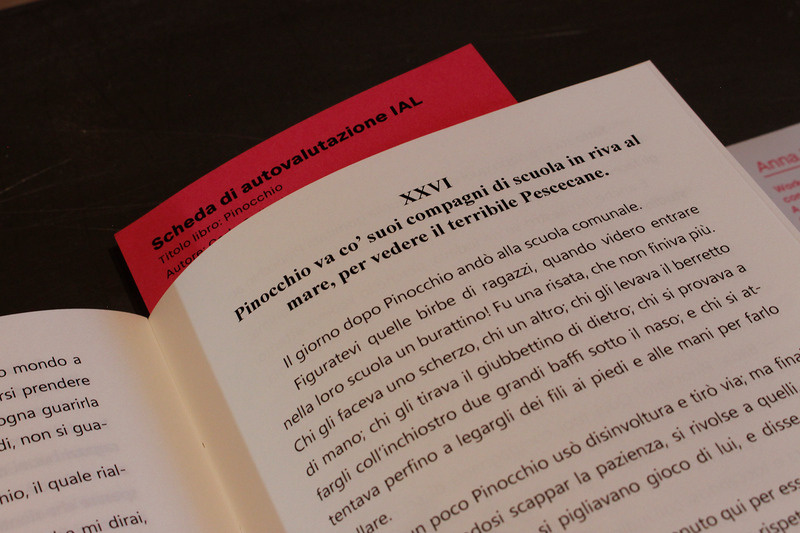 Scheda di autovalutazione IAL
Titolo libro: Pinocchio
Autore:
Anna
o mondo a
rsi prendere
ogna guarirla
di, non si gua-
nio, il quale rial-
mi dirai,
XXVI
Pinocchio va co’ suoi compagni di scuola in riva al
mare, per vedere il terribile Pescecane.
Il giorno dopo Pinocchio andò alla scuola comunale.
Figuratevi quelle birbe di ragazzi, quando videro entrare
nella loro scuola un burattino! Fu una risata, che non finiva più.
Chi gli faceva uno scherzo, chi un altro; chi gli levava il berretto
di mano; chi gli tirava il giubbettino di dietro; chi si provava a
fargli coll’inchiostro due grandi baffi sotto il naso; e chi si at-
tentava perfino a legargli dei fili ai piedi e alle mani per farlo
llare.
un poco Pinocchio usò disinvoltura e tirò via; ma fina
dosi scappar la pazienza, si rivolse a quelli
si pigliavano gioco di lui, e disse
nuto qui per esse
rispet